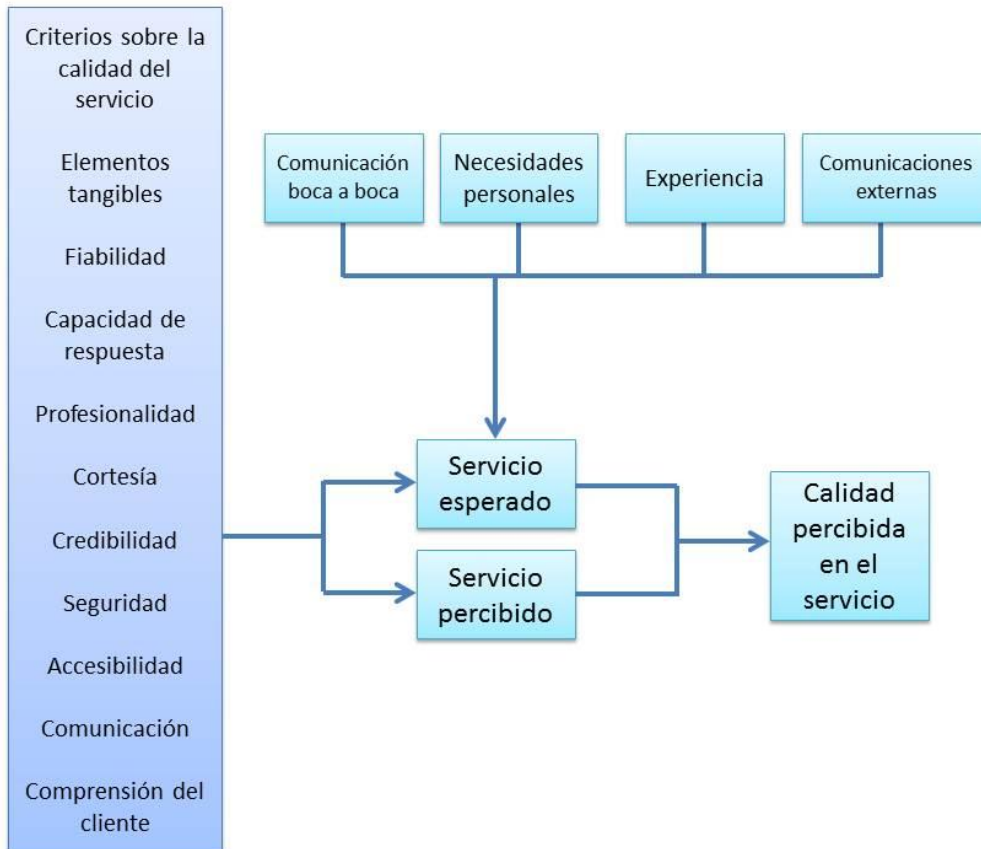 Criterios sobre la
calidad del
servicio
Elementos
tangibles
Fiabilidad
Capacidad de
respuesta
Profesionalidad
Cortesía
Credibilidad
Seguridad
Accesibilidad
Comunicación
Comprensión del
cliente
Comunicación
boca a boca
Necesidades
personales
Experiencia
Comunicaciones
externas
Servicio
esperado
Servicio
percibido
Calidad
percibida
en el
servicio